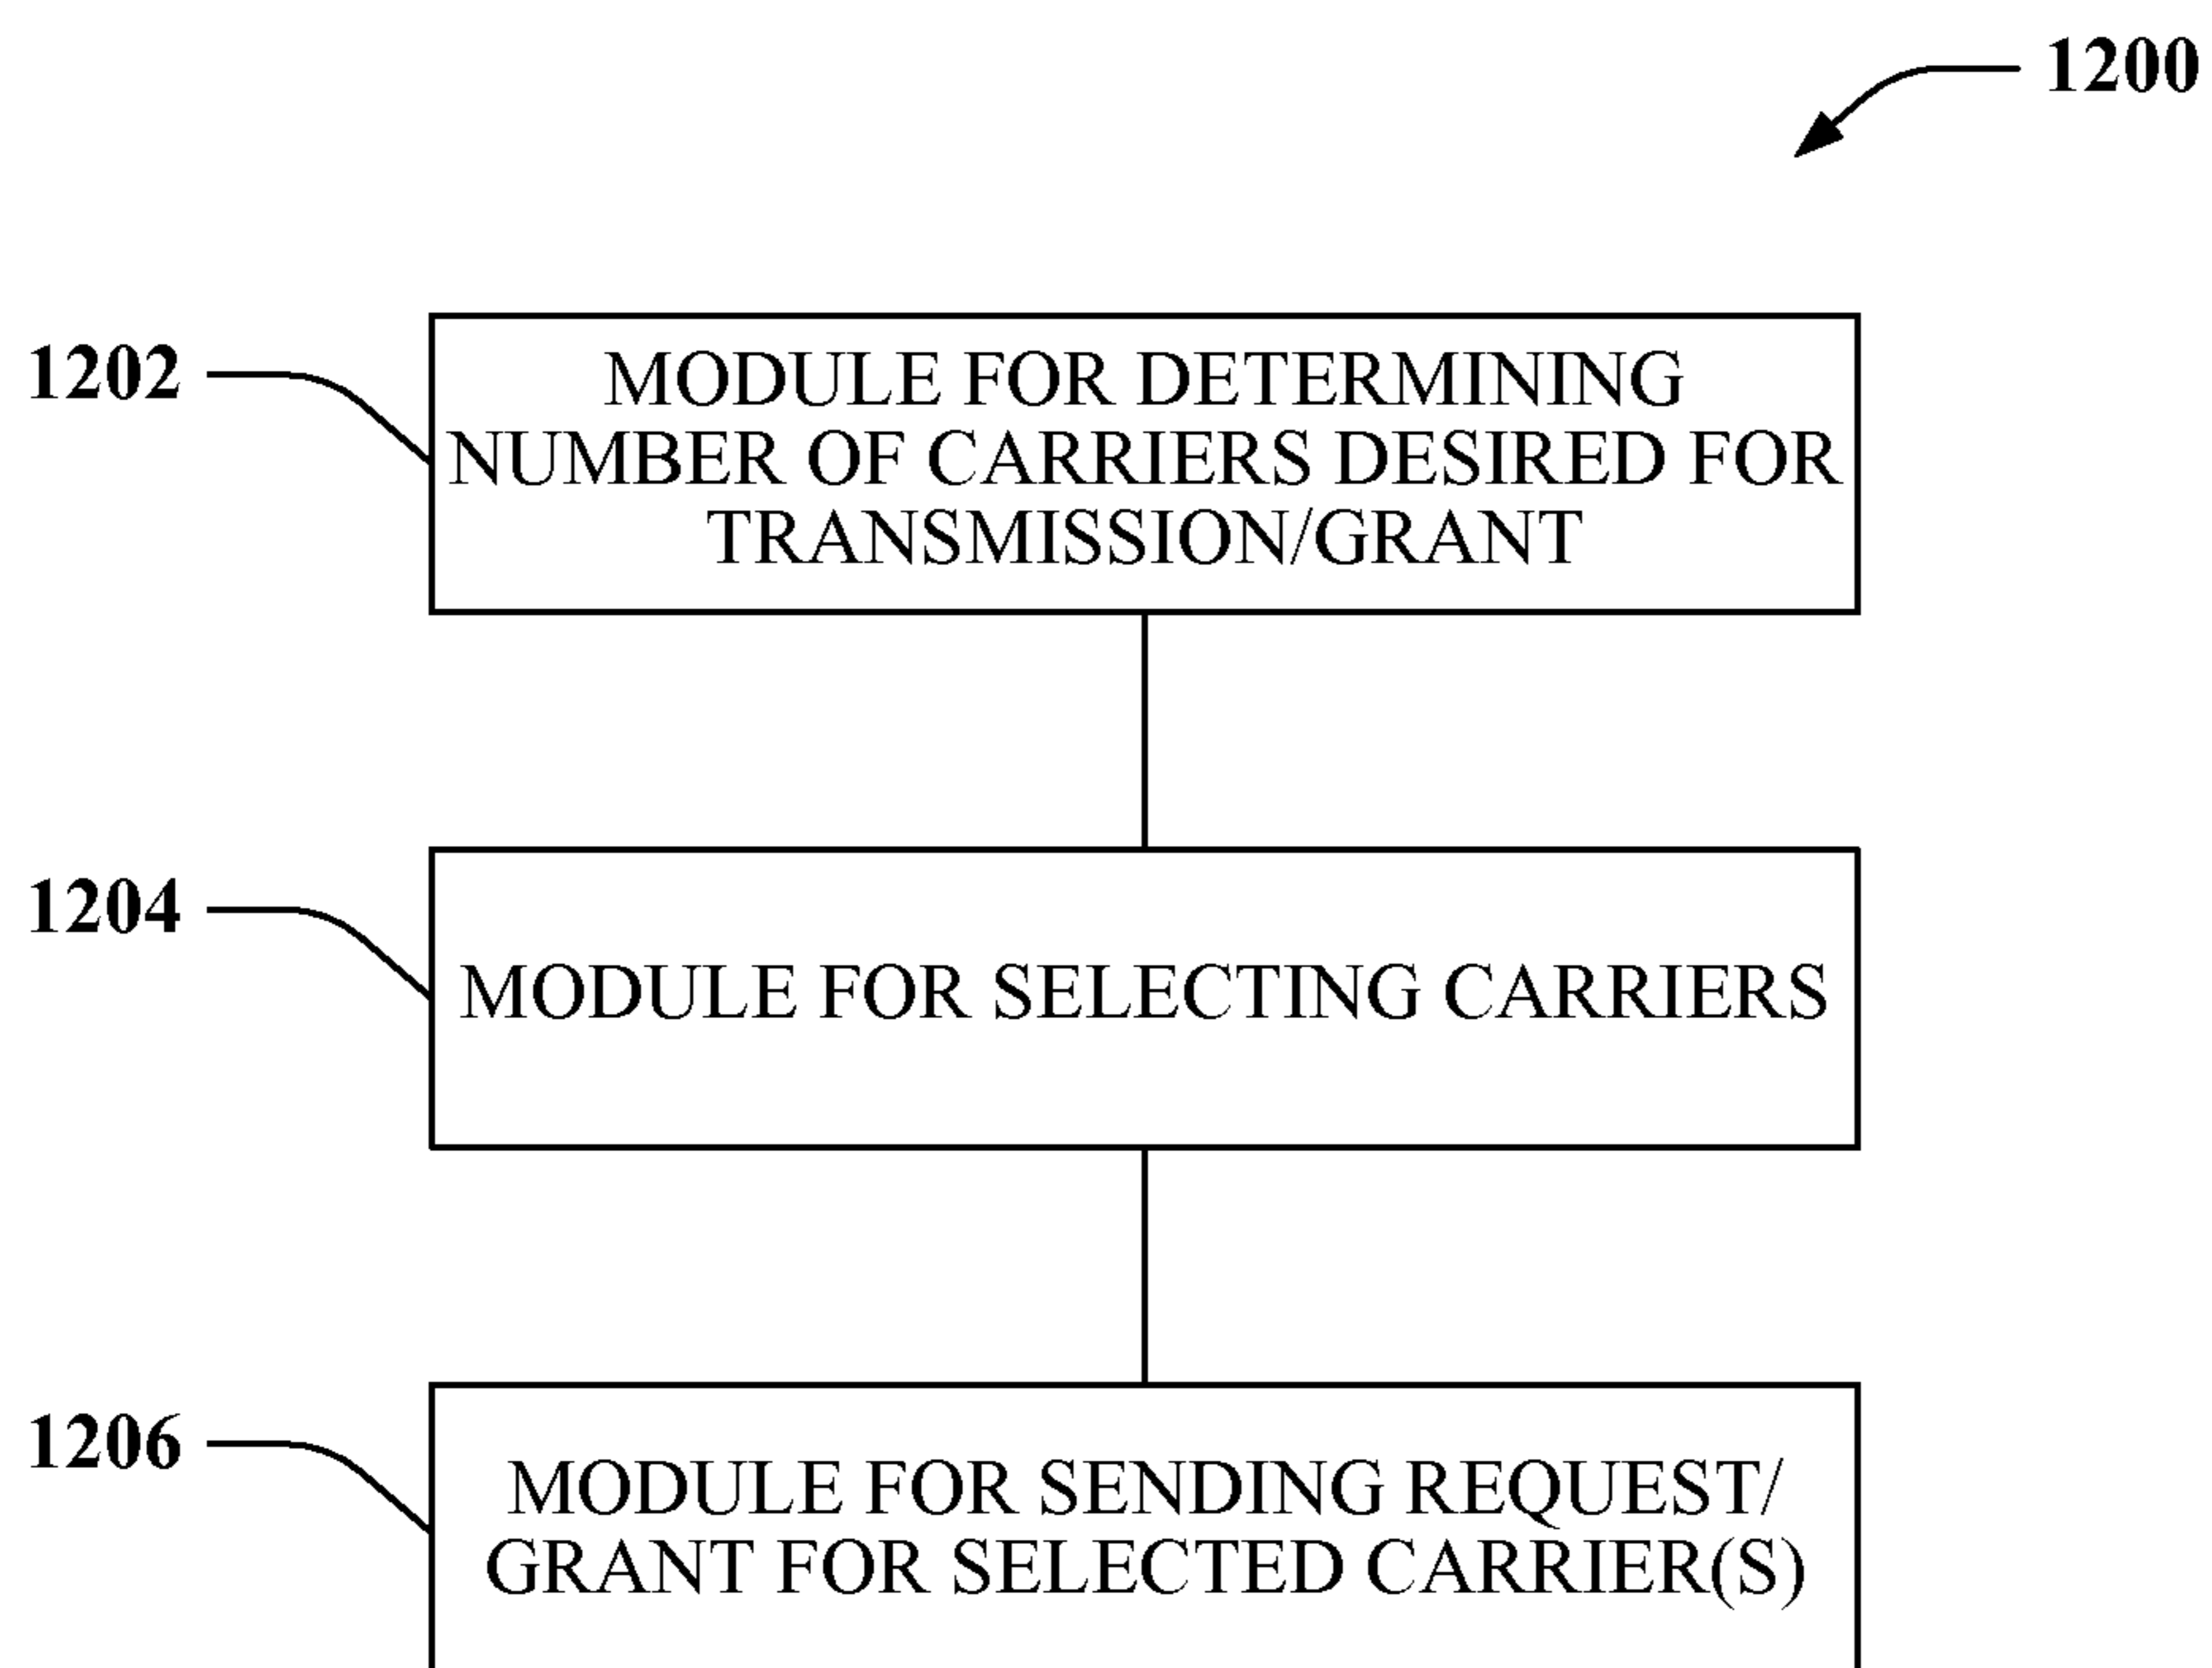 1200
1202
MODULE FOR DETERMINING
NUMBER OF CARRIERS DESIRED FOR
TRANSMISSION/GRANT
1204
MODULE FOR SELECTING CARRIERS
1206
MODULE FOR SENDING REQUEST/
GRANT FOR SELECTED CARRIER(S)